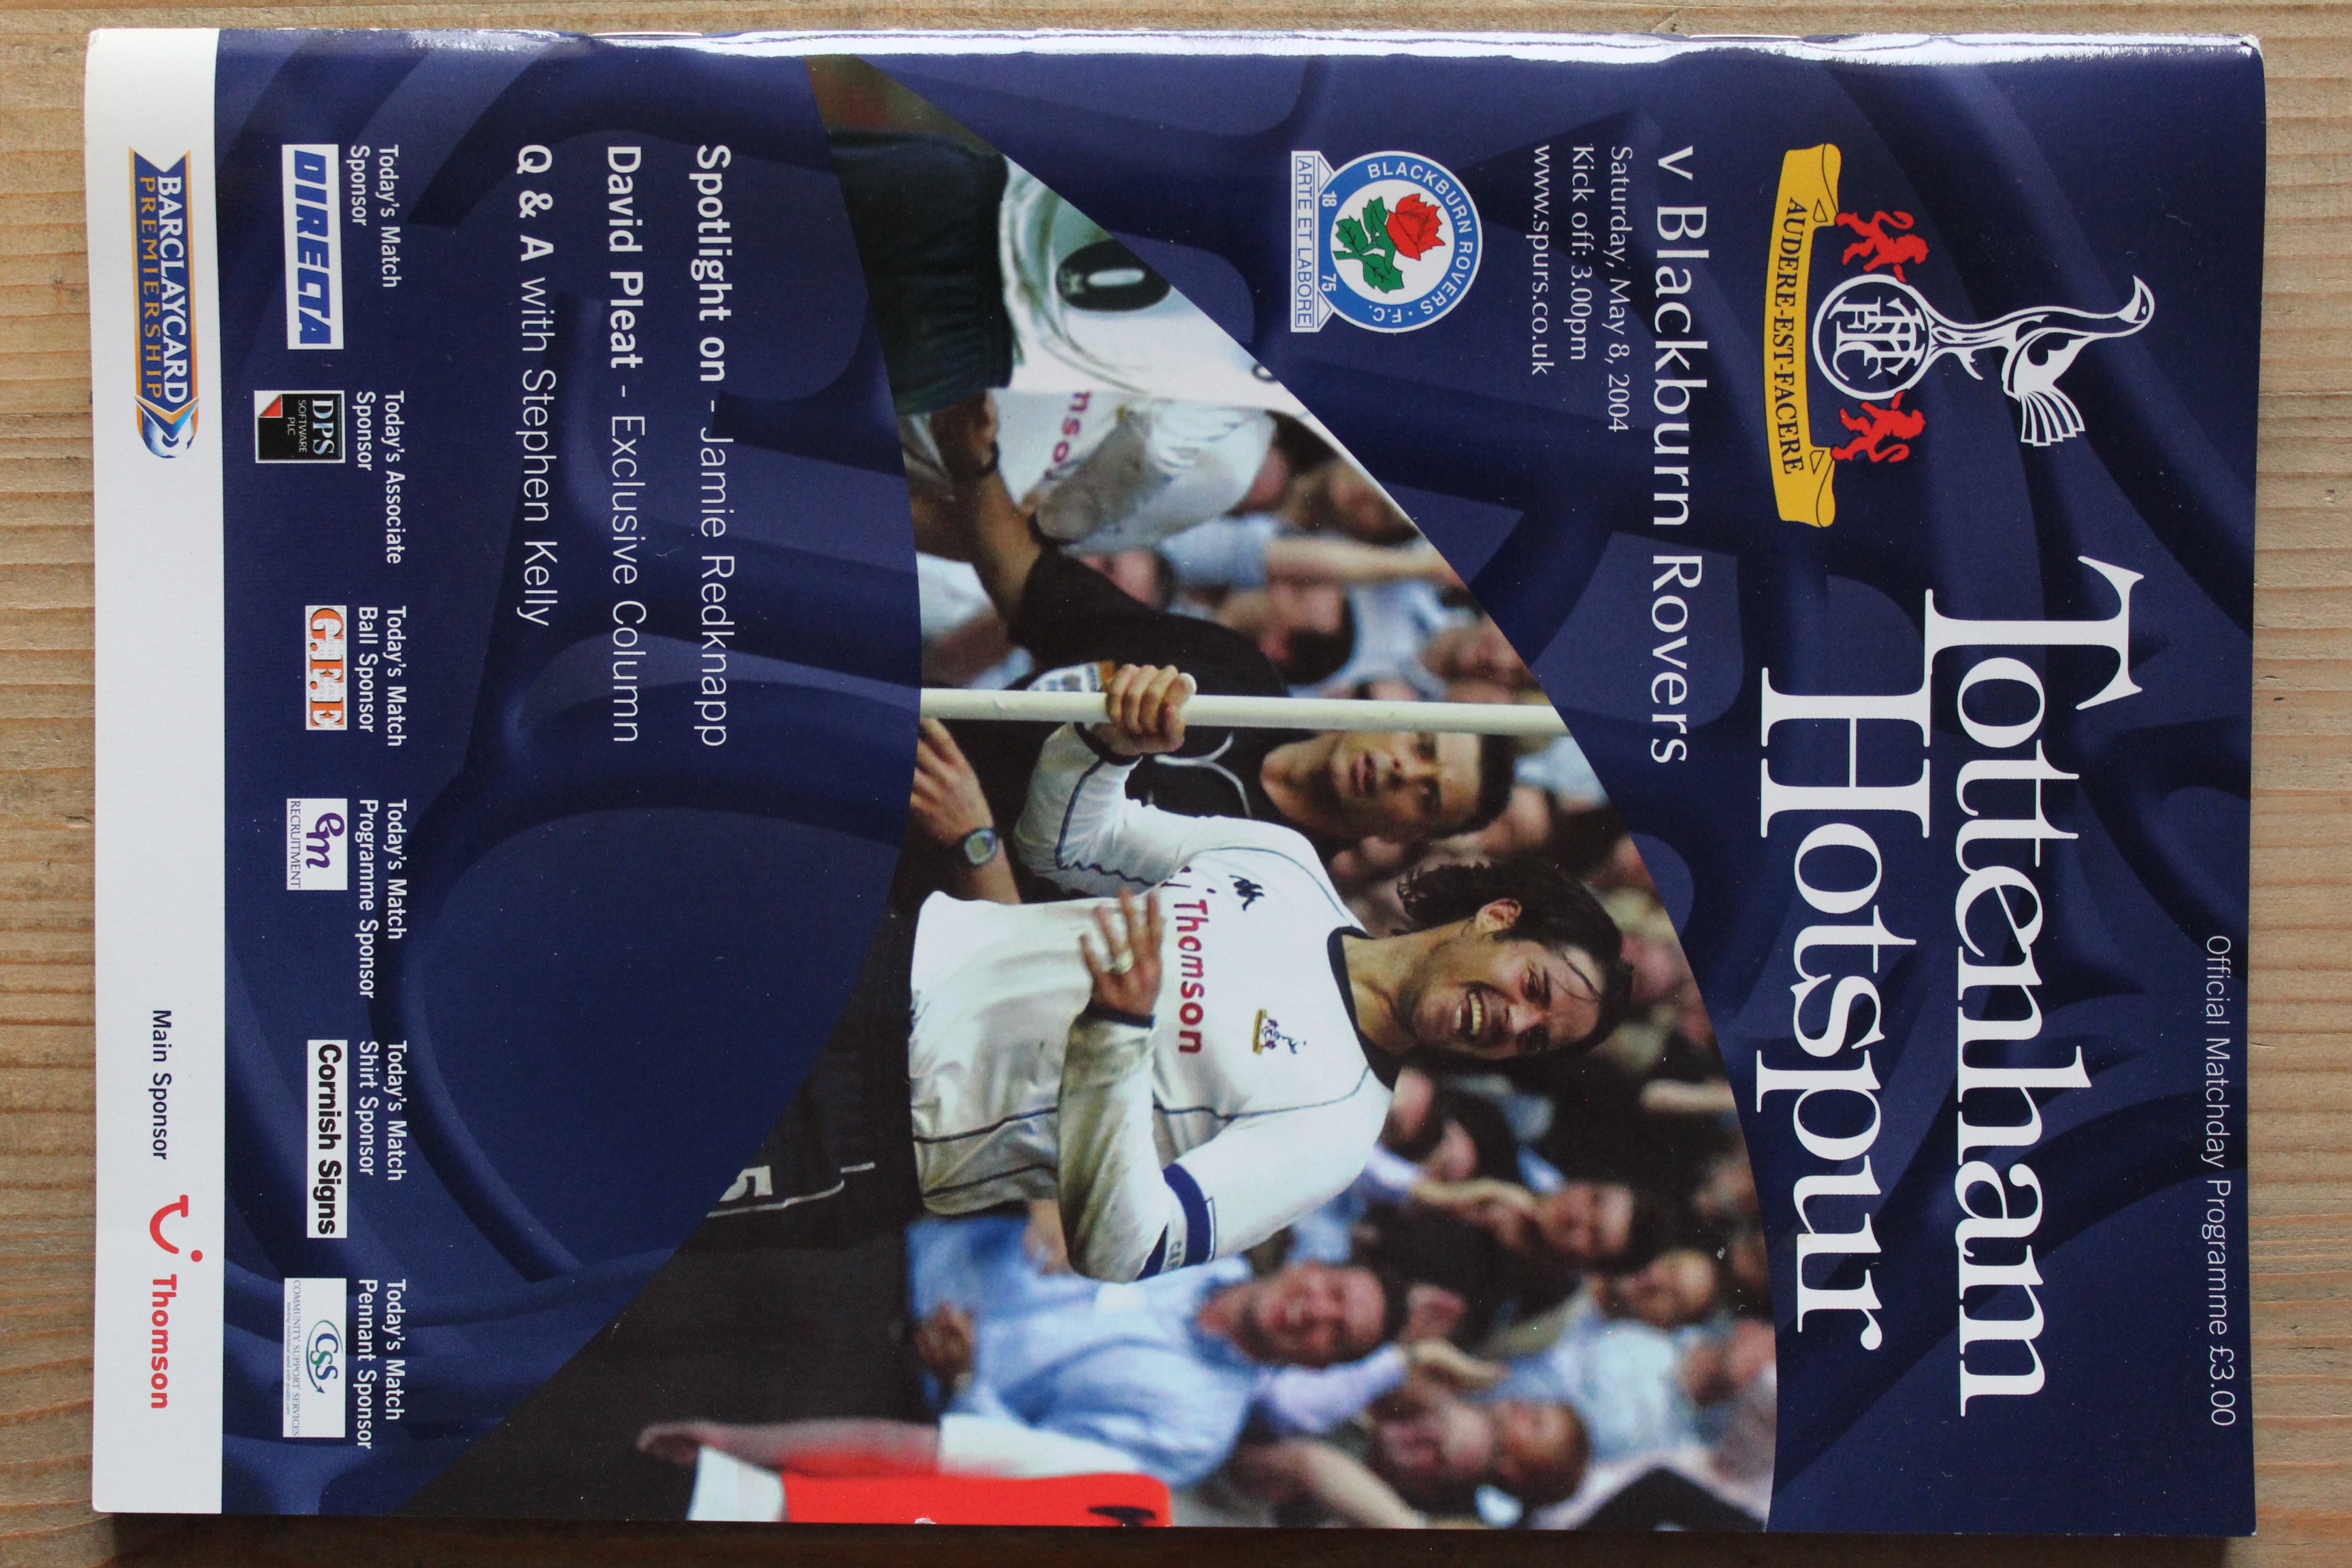 Official Matchday Programme £3.00
Tottenham
Hotspur
AUDERE·EST·FACERE
v Blackburn Rovers
Saturday, May 8, 2004
Kick off: 3.00pm
www.spurs.co.uk
BLACKBURN ROVERS · F.C.
18 75
ARTE ET LABORE
Thomson
Spotlight on - Jamie Redknapp
David Pleat - Exclusive Column
Q & A with Stephen Kelly
Today's Match
Sponsor
DIRECTA
Today's Associate
Sponsor
DPS
SOFTWARE
PLC
Today's Match
Ball Sponsor
G.T.F.E
Today's Match
Programme Sponsor
em
RECRUITMENT
Today's Match
Shirt Sponsor
Cornish Signs
Today's Match
Pennant Sponsor
CSS
COMMUNITY SUPPORT SERVICES
BARCLAYCARD
PREMIERSHIP
Main Sponsor
Thomson